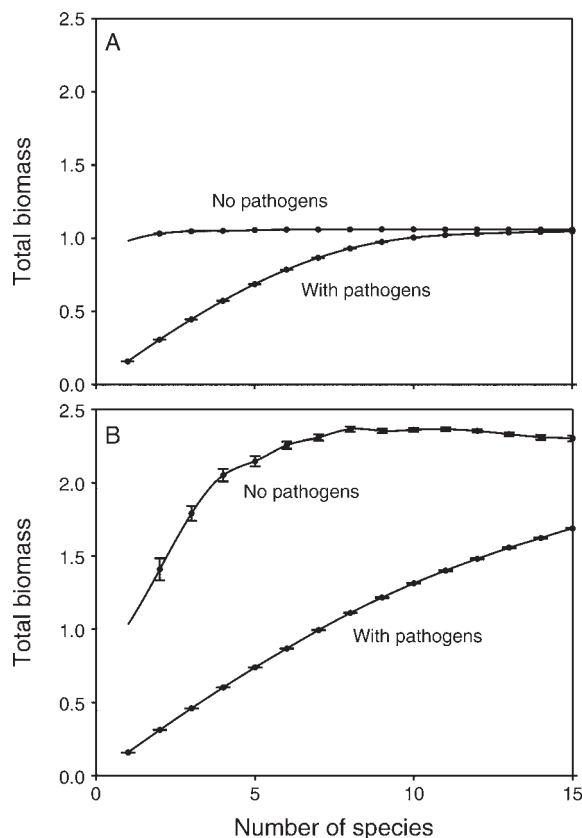 A
2.5
2.0
1.5
1.0
0.5
0.0
Total biomass
No pathogens
With pathogens
B
2.5
2.0
1.5
1.0
0.5
0.0
Total biomass
No pathogens
With pathogens
0 5 10 15
Number of species